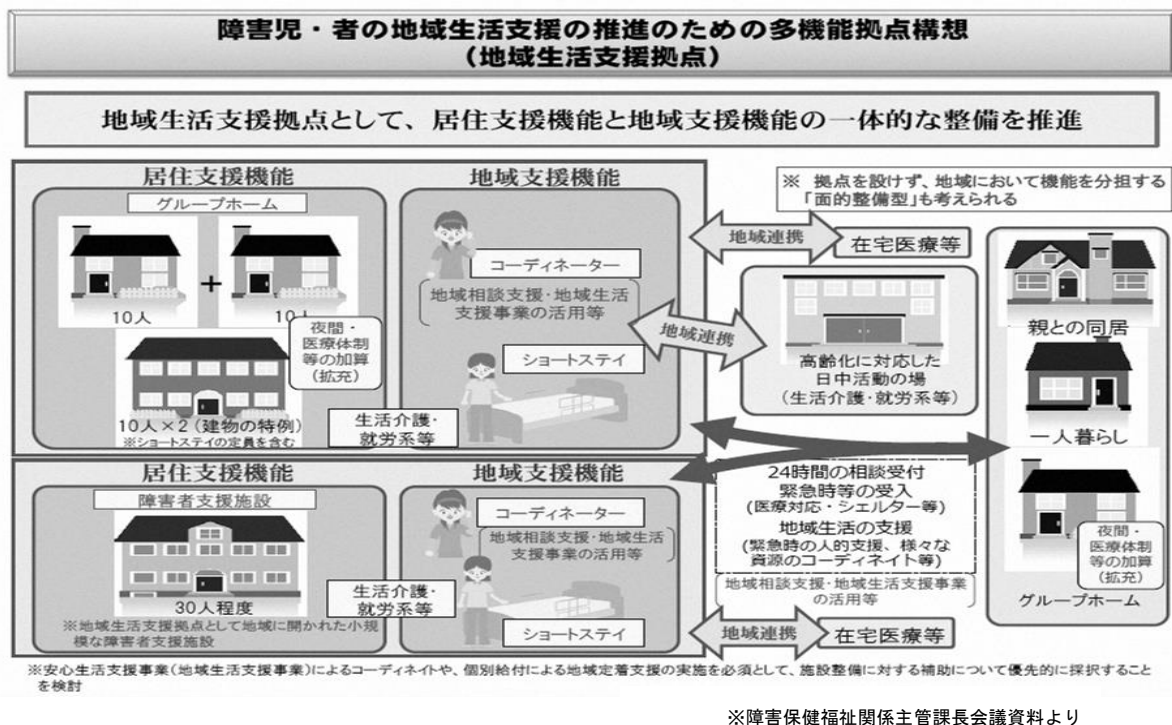 障害児・者の地域生活支援の推進のための多機能拠点構想
(地域生活支援拠点)
地域生活支援拠点として、居住支援機能と地域支援機能の一体的な整備を推進
居住支援機能
グループホーム
+
10人
10人
夜間・
医療体制
等の加算
(拡充)
10人×2(建物の特例)
※ショートステイの定員を含む
地域支援機能
コーディネーター
地域相談支援・地域生活
支援事業の活用等
ショートステイ
生活介護・
就労系等
居住支援機能
障害者支援施設
30人程度
※地域生活支援拠点として地域に開かれた小規
模な障害者支援施設
地域支援機能
コーディネーター
地域相談支援・地域生活
支援事業の活用等
ショートステイ
生活介護・
就労系等
※ 拠点を設けず、地域において機能を分担する
「面的整備型」も考えられる
地域連携
在宅医療等
地域連携
高齢化に対応した
日中活動の場
(生活介護・就労系等)
24時間の相談受付
緊急時等の受入
(医療対応・シェルター等)
地域生活の支援
(緊急時の人的支援、様々な
資源のコーディネイト等)
地域相談支援・地域生活支援事業
の活用等
地域連携
在宅医療等
親との同居
一人暮らし
夜間・
医療体制
等の加算
(拡充)
グループホーム
※安心生活支援事業(地域生活支援事業)によるコーディネイトや、個別給付による地域定着支援の実施を必須として、施設整備に対する補助について優先的に採択すること
を検討
※障害保健福祉関係主管課長会議資料より